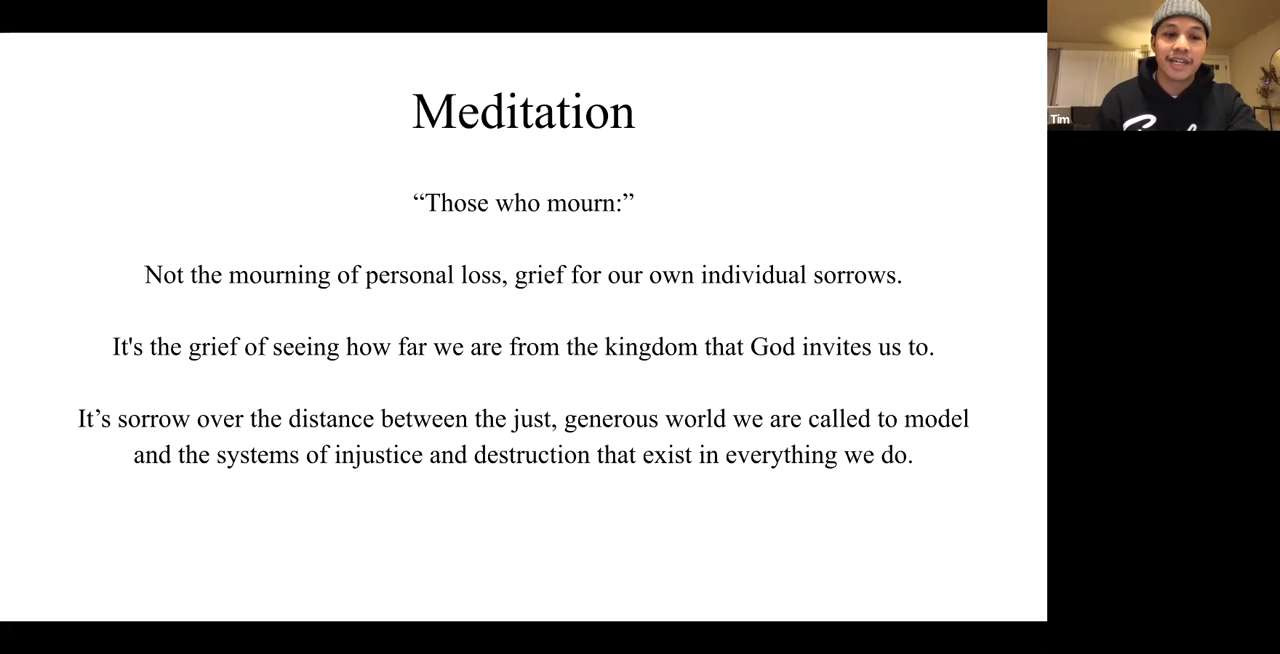 Meditation
“Those who mourn:”
Not the mourning of personal loss, grief for our own individual sorrows.
It's the grief of seeing how far we are from the kingdom that God invites us to.
It’s sorrow over the distance between the just, generous world we are called to model
and the systems of injustice and destruction that exist in everything we do.
Tim